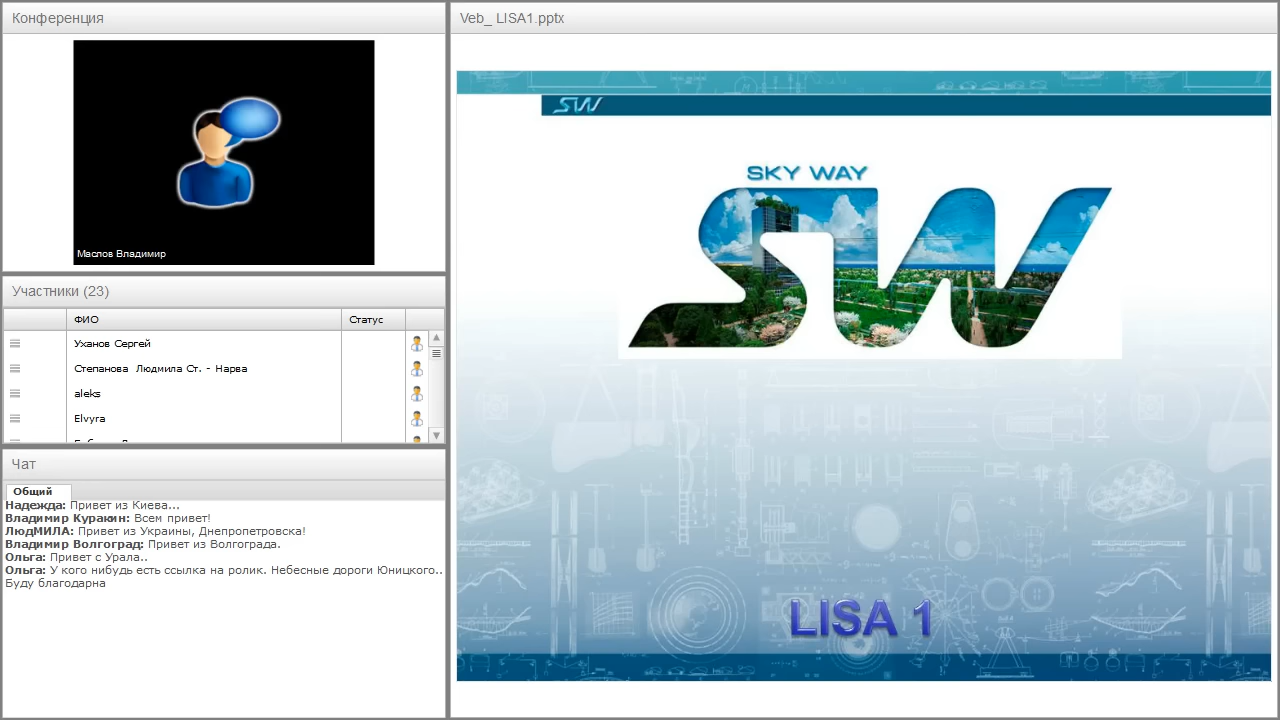 Конференция
Маслов Владимир
Участники (23)
ФИО
Статус
Уханов Сергей
Степанова Людмила Ст. - Нарва
aleks
Elvyra
Чат
Общий
Надежда: Привет из Киева...
Владимир Куракин: Всем привет!
ЛюдМИЛА: Привет из Украины, Днепропетровска!
Владимир Волгоград: Привет из Волгограда.
Ольга: Привет с Урала..
Ольга: У кого нибудь есть ссылка на ролик. Небесные дороги Юницкого..
Буду благодарна
Veb_ LISA1.pptx
SW
SKY WAY
SW
LISA 1